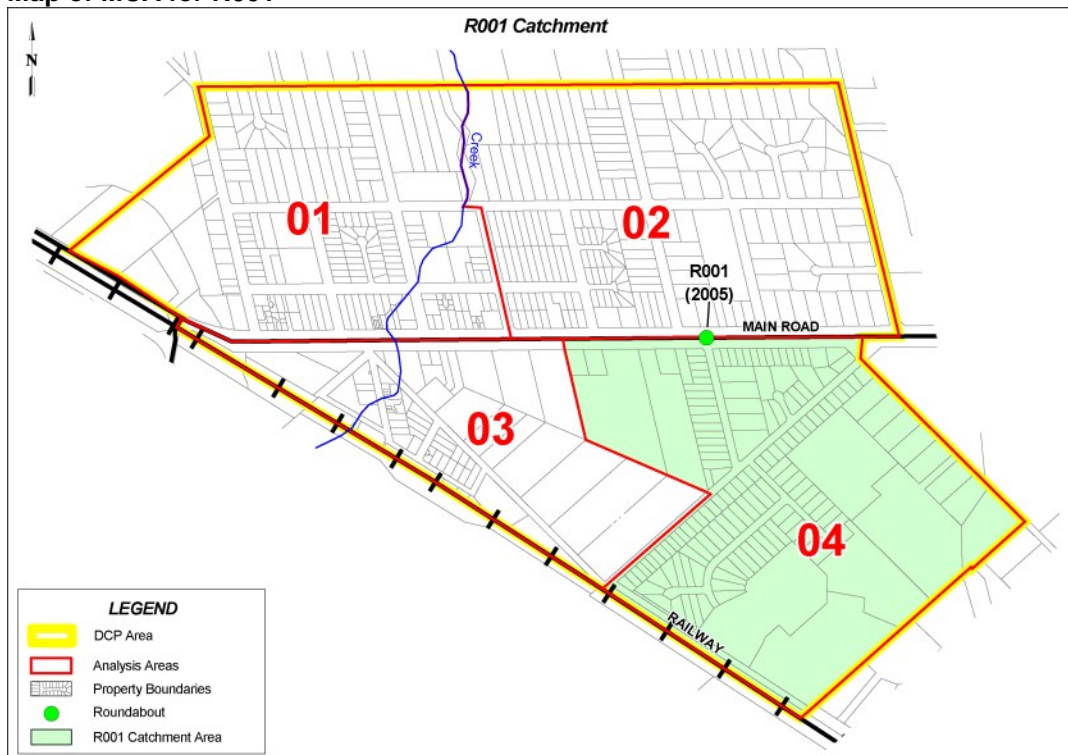 R001 Catchment
N
Creek
01
02
R001
(2005)
MAIN ROAD
03
04
RAILWAY
LEGEND
DCP Area
Analysis Areas
Property Boundaries
Roundabout
R001 Catchment Area